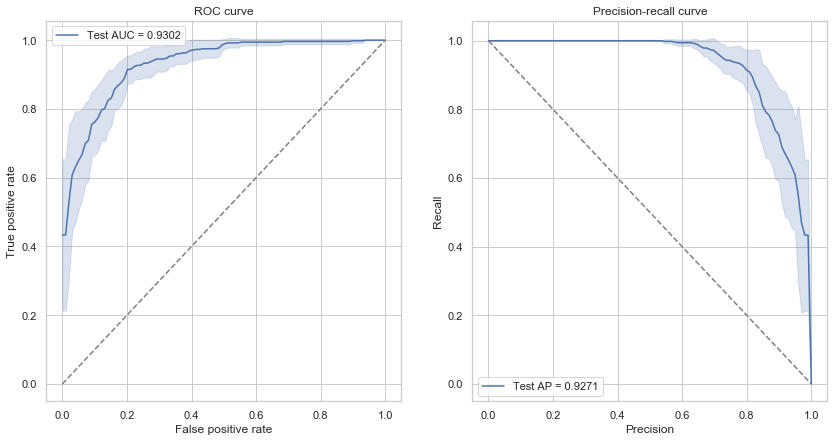 ROC curve
Test AUC = 0.9302
1.0
0.8
0.6
0.4
0.2
0.0
True positive rate
0.0 0.2 0.4 0.6 0.8 1.0
False positive rate
Precision-recall curve
1.0
0.8
0.6
0.4
0.2
0.0
Recall
Test AP = 0.9271
0.0 0.2 0.4 0.6 0.8 1.0
Precision